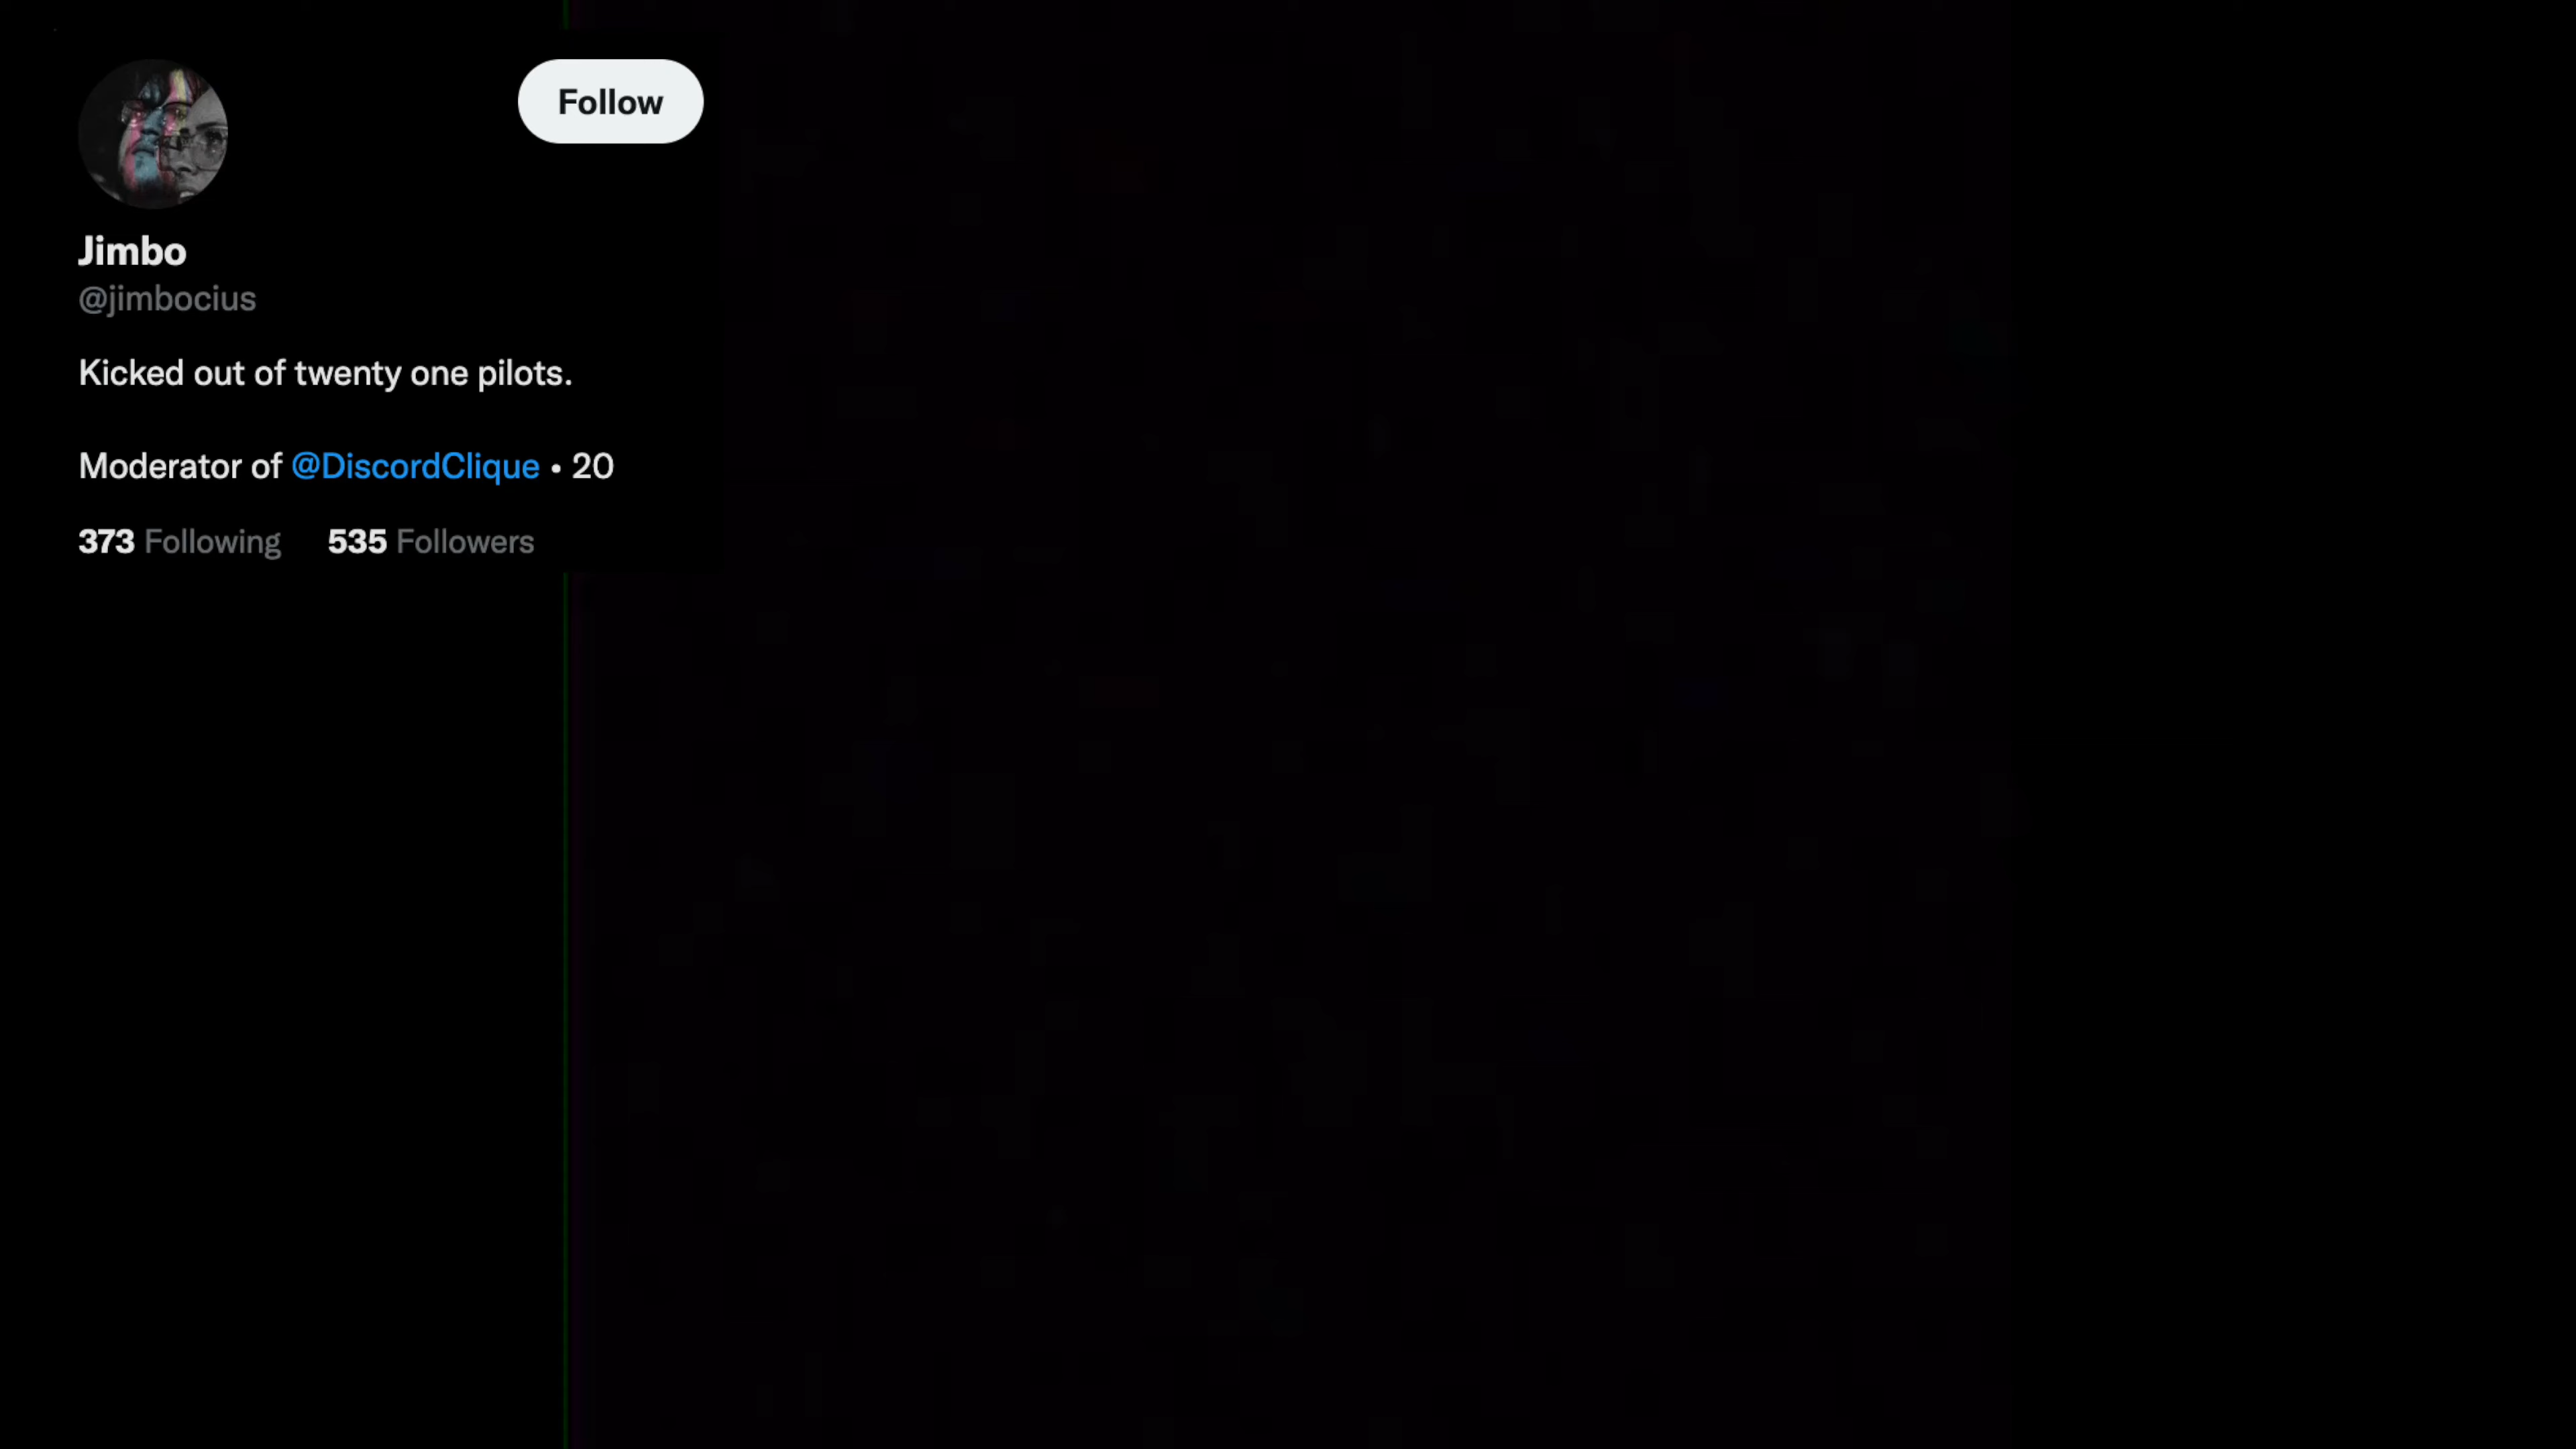 Follow
Jimbo
@jimbocius
Kicked out of twenty one pilots.
Moderator of @DiscordClique • 20
373 Following 535 Followers